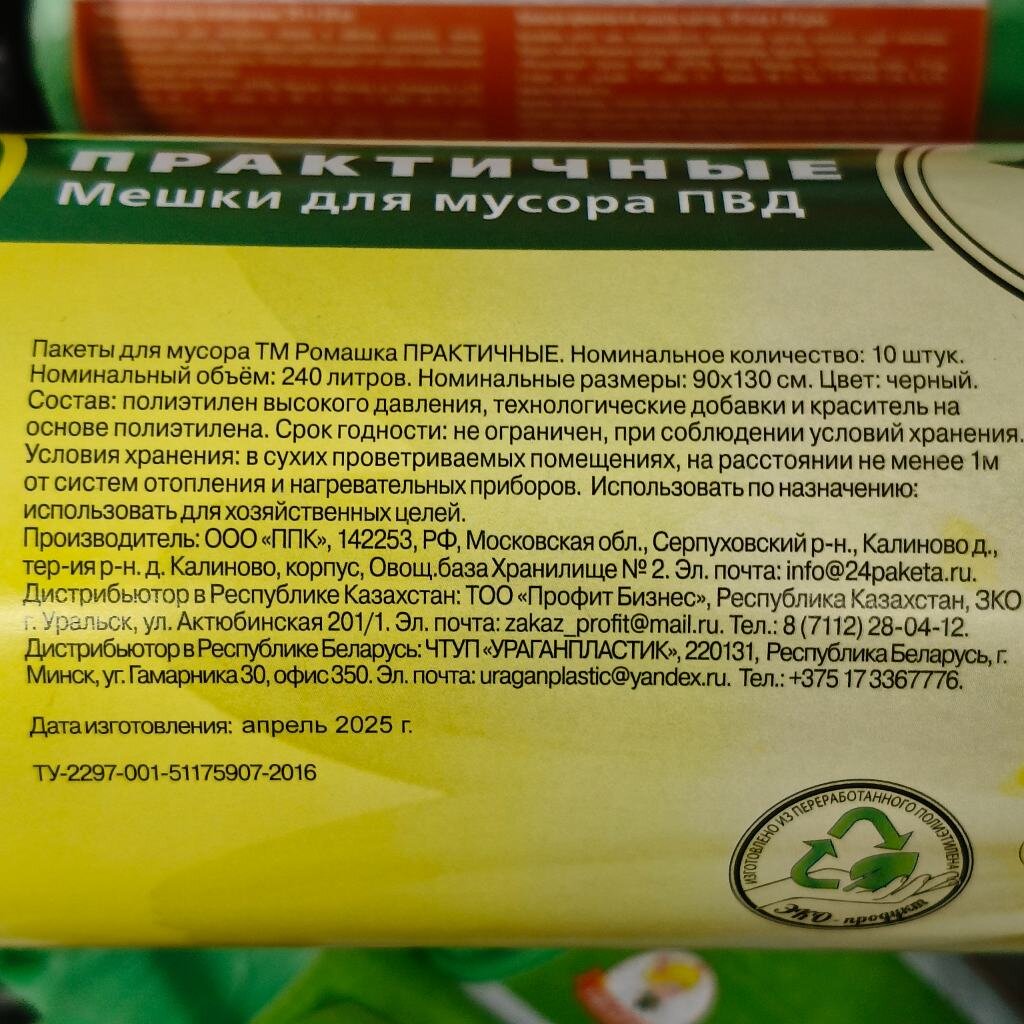 ПРАКТИЧНЫЕ
Мешки для мусора ПВД
Пакеты для мусора ТМ Ромашка ПРАКТИЧНЫЕ. Номинальное количество: 10 штук.
Номинальный объём: 240 литров. Номинальные размеры: 90х130 см. Цвет: черный.
Состав: полиэтилен высокого давления, технологические добавки и краситель на
основе полиэтилена. Срок годности: не ограничен, при соблюдении условий хранения.
Условия хранения: в сухих проветриваемых помещениях, на расстоянии не менее 1м
от систем отопления и нагревательных приборов. Использовать по назначению:
использовать для хозяйственных целей.
Производитель: ООО «ППК», 142253, РФ, Московская обл., Серпуховский р-н., Калиново д.,
тер-ия р-н. д. Калиново, корпус, Овощ.база Хранилище № 2. Эл. почта: info@24paketa.ru.
Дистрибьютор в Республике Казахстан: ТОО «Профит Бизнес», Республика Казахстан, ЗКО
г. Уральск, ул. Актюбинская 201/1. Эл. почта: zakaz_profit@mail.ru. Тел.: 8 (7112) 28-04-12.
Дистрибьютор в Республике Беларусь: ЧТУП «УРАГАНПЛАСТИК», 220131, Республика Беларусь, г.
Минск, уг. Гамарника 30, офис 350. Эл. почта: uraganplastic@yandex.ru. Тел.: +375 17 3367776.
Дата изготовления: апрель 2025 г.
ТУ-2297-001-51175907-2016
ИЗГОТОВЛЕНО ИЗ ПЕРЕРАБОТАННОГО ПОЛИЭТИЛЕНА
ЭКО - продукт